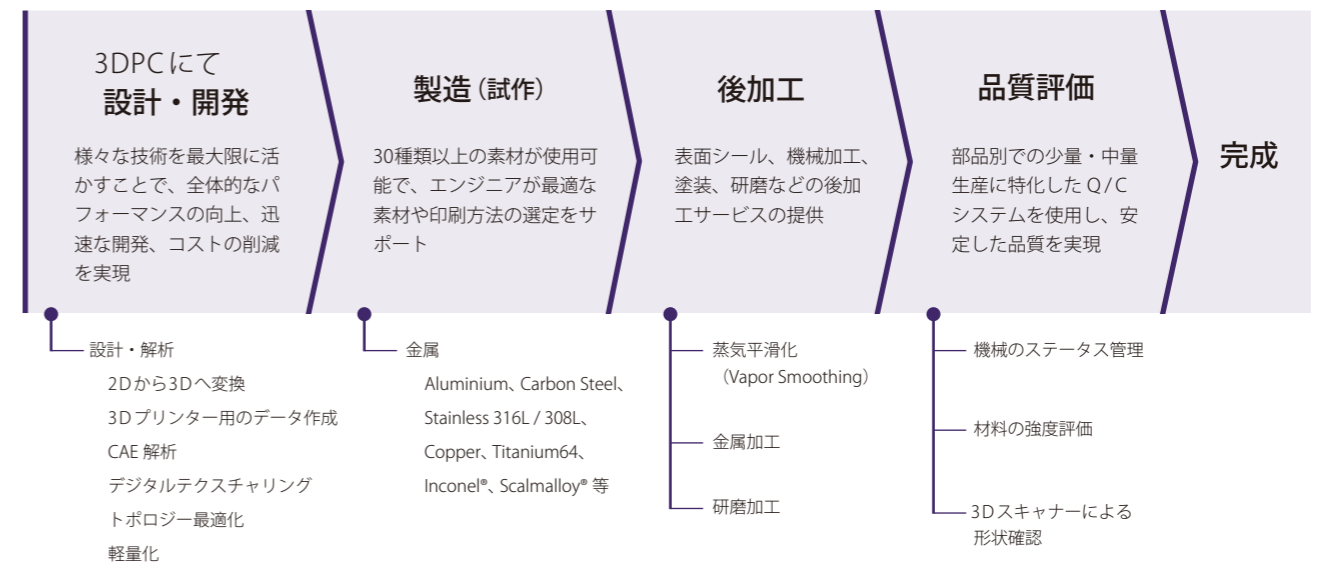 3DPCにて
設計・開発
様々な技術を最大限に活
かすことで、全体的なパ
フォーマンスの向上、迅
速な開発、コストの削減
を実現
製造(試作)
30種類以上の素材が使用可
能で、エンジニアが最適な
素材や印刷方法の選定をサ
ポート
後加工
表面シール、機械加工、
塗装、研磨などの後加
工サービスの提供
品質評価
部品別での少量・中量
生産に特化した Q/C
システムを使用し、安
定した品質を実現
完成
設計・解析
2Dから3Dへ変換
3Dプリンター用のデータ作成
CAE 解析
デジタルテクスチャリング
トポロジー最適化
軽量化
金属
Aluminium、Carbon Steel、
Stainless 316L / 308L、
Copper、Titanium64、
Inconel®、Scalmalloy® 等
蒸気平滑化
（Vapor Smoothing）
金属加工
研磨加工
機械のステータス管理
材料の強度評価
3Dスキャナーによる
形状確認